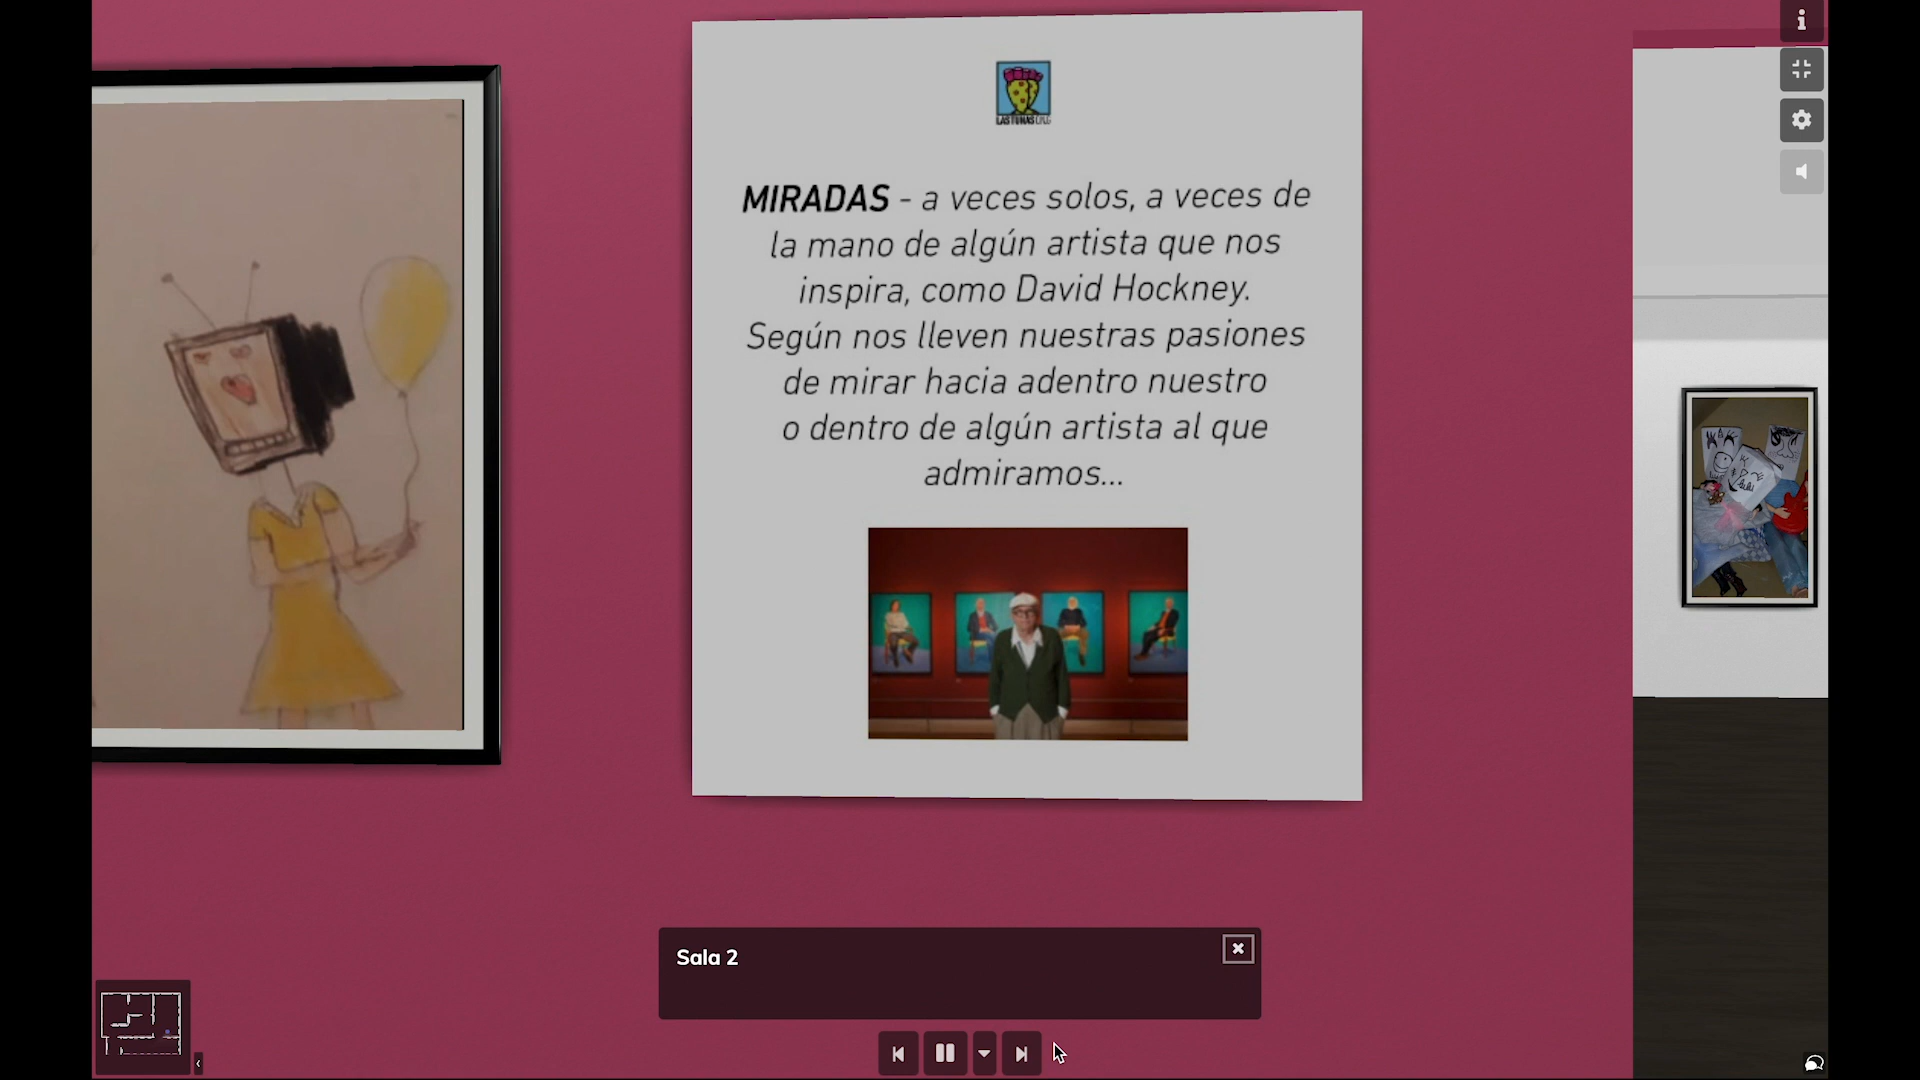 LASTUNAS
MIRADAS - a veces solos, a veces de
la mano de algún artista que nos
inspira, como David Hockney.
Según nos lleven nuestras pasiones
de mirar hacia adentro nuestro
o dentro de algún artista al que
admiramos...
Sala 2